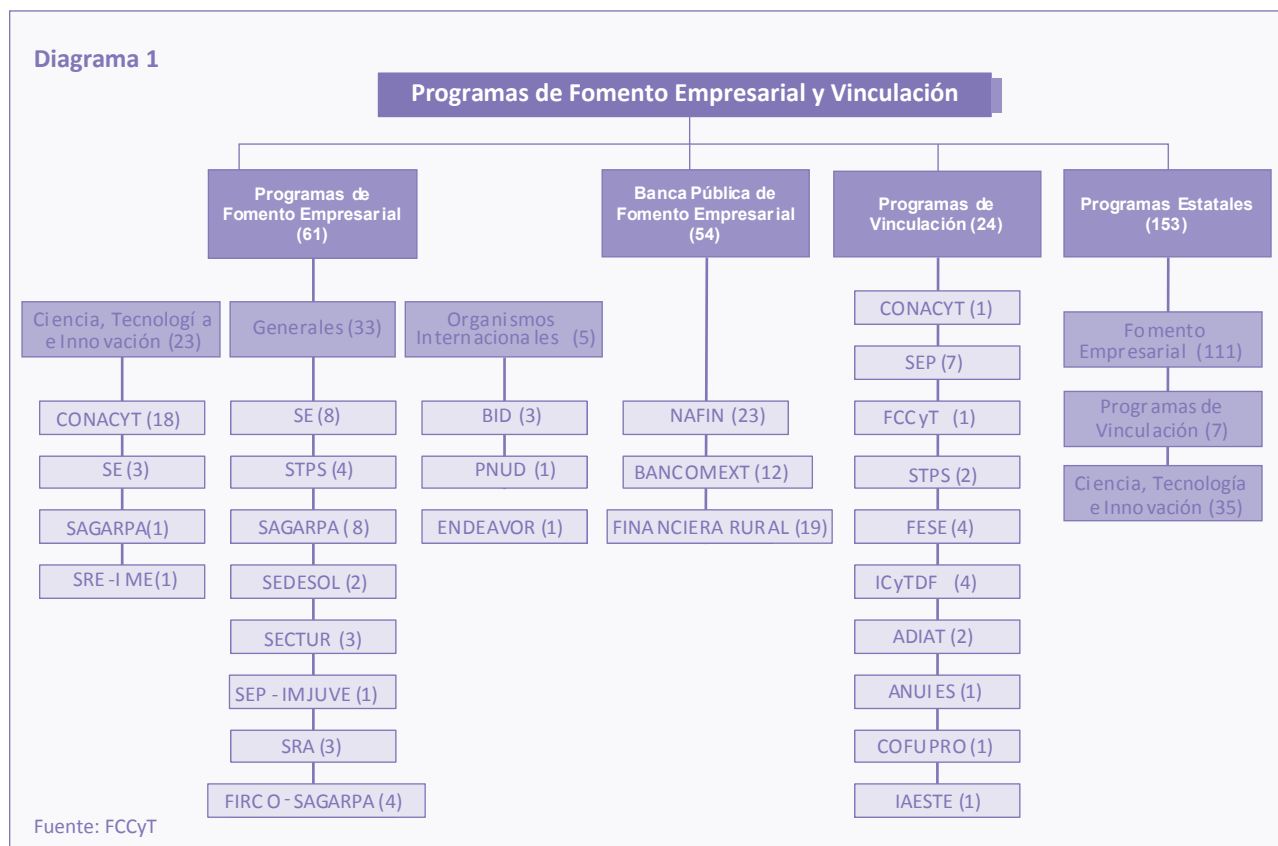 Diagrama 1
Programas de Fomento Empresarial y Vinculación
Programas de
Fomento Empresarial
(61)
Banca Pública de
Fomento Empresarial
(54)
Programas de
Vinculación (24)
Programas Estatales
(153)
Ciencia, Tecnología
e Innovación (23)
CONACYT (18)
SE (3)
SAGARPA(1)
SRE-IME(1)
Generales (33)
SE (8)
STPS (4)
SAGARPA (8)
SEDESOL (2)
SECTUR (3)
SEP - IMJUVE (1)
SRA (3)
FIRCO-SAGARPA (4)
Organismos
Internacionales (5)
BID (3)
PNUD (1)
ENDEAVOR (1)
NAFIN (23)
BANCOMEXT (12)
FINANCIERA RURAL (19)
CONACYT (1)
SEP (7)
FCCyT (1)
STPS (2)
FESE (4)
ICyTDF (4)
ADIAT (2)
ANUIES (1)
COFUPRO (1)
IAESTE (1)
Fomento
Empresarial (111)
Programas de
Vinculación (7)
Ciencia, Tecnología
e Innovación (35)
Fuente: FCCyT